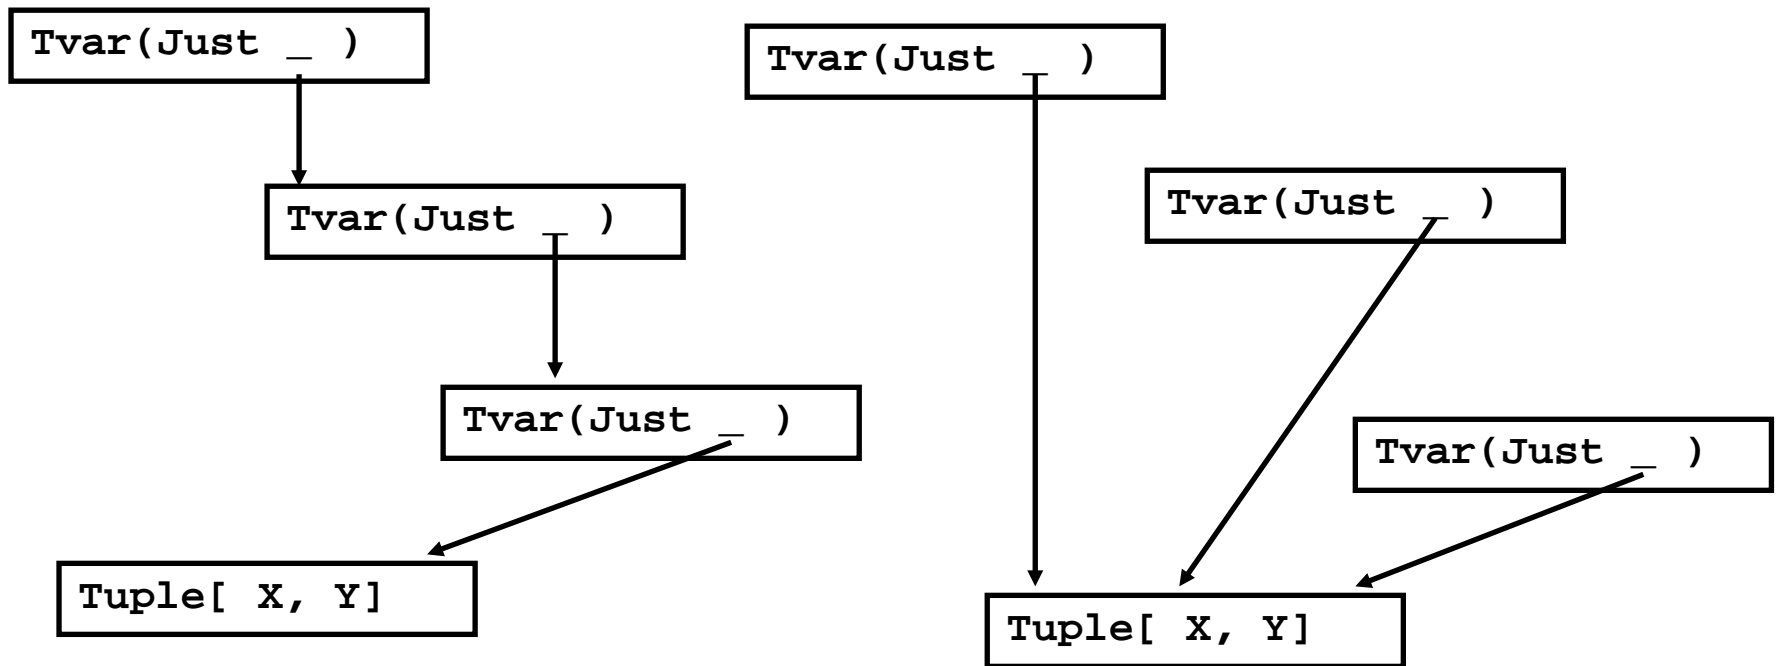 Tvar(Just _ )
Tvar(Just _ )
Tvar(Just _ )
Tuple[ X, Y]
Tvar(Just _ )
Tvar(Just _ )
Tvar(Just _ )
Tuple[ X, Y]